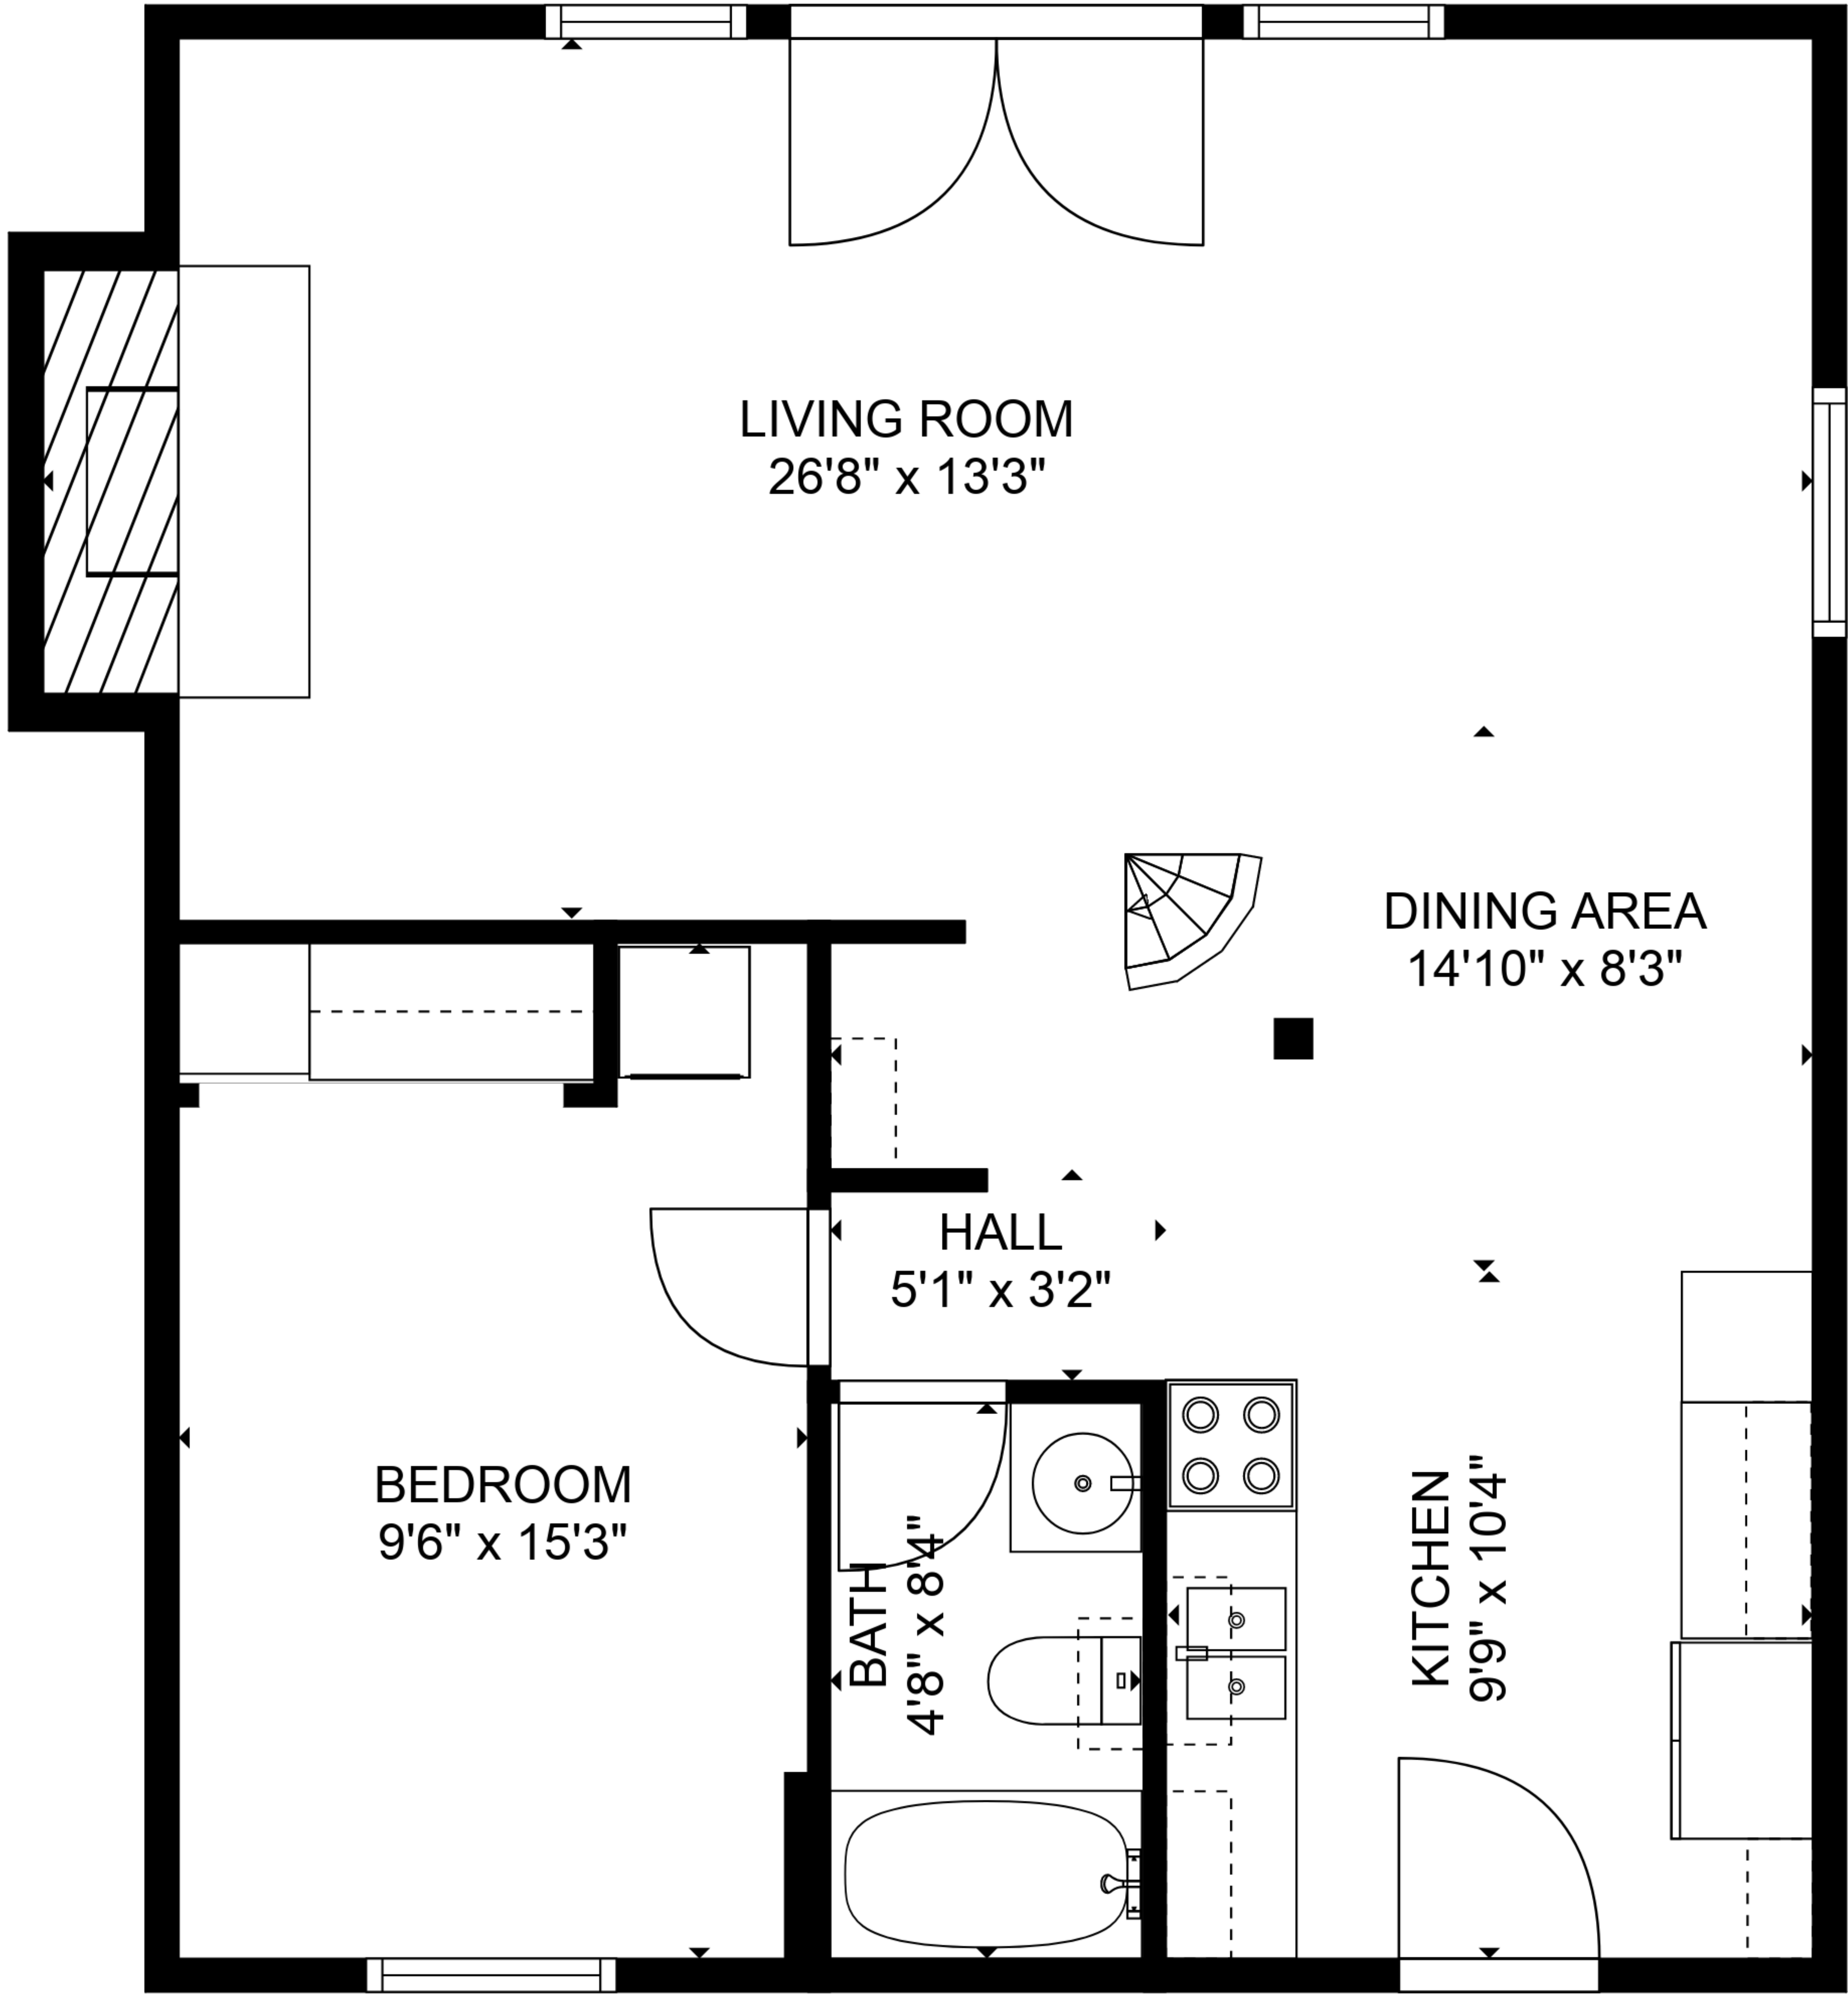 LIVING ROOM
26'8" x 13'3"
DINING AREA
14'10" x 8'3"
HALL
5'1" x 3'2"
BEDROOM
9'6" x 15'3"
BATH
4'8" x 8'4"
KITCHEN
9'9" x 10'4"